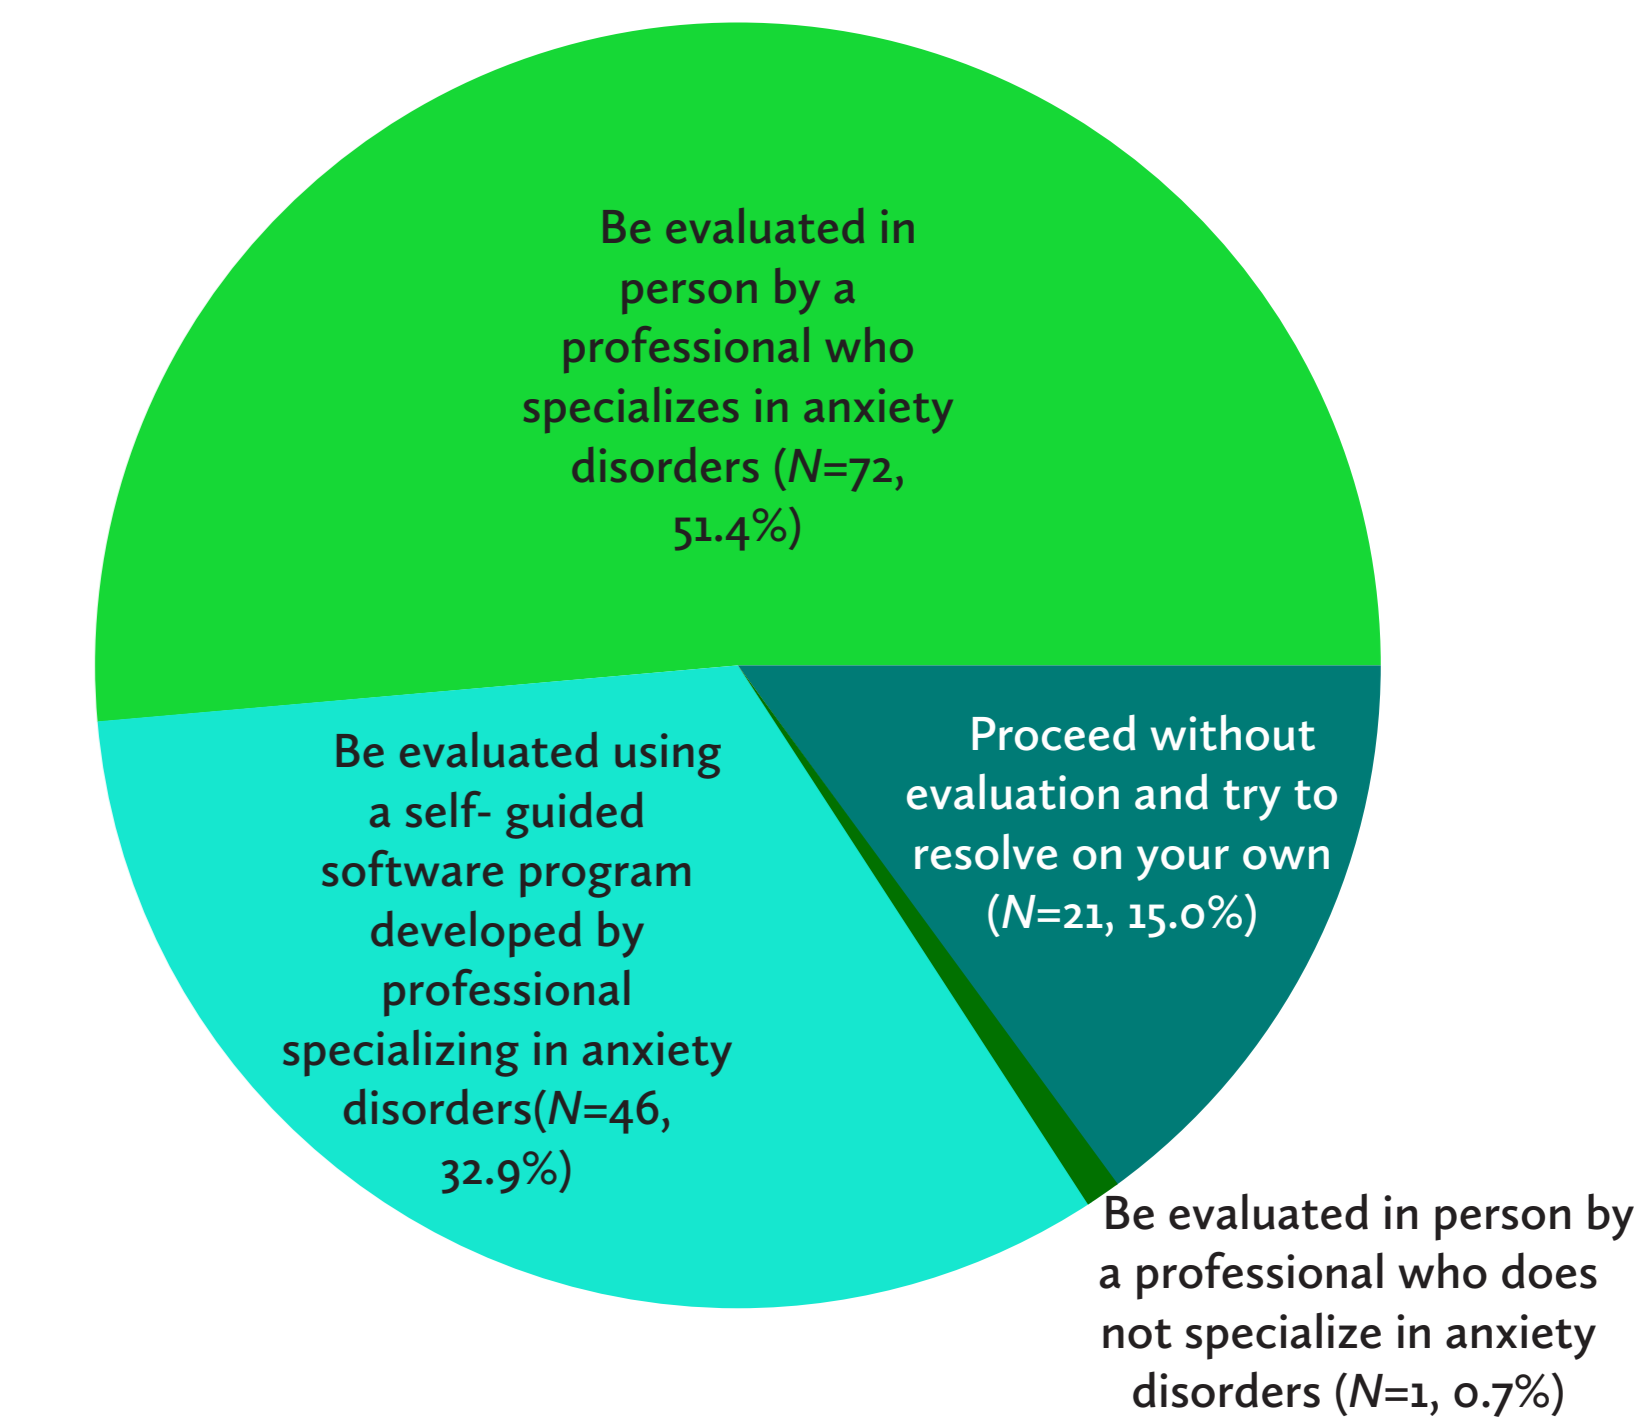 Be evaluated in
person by a
professional who
specializes in anxiety
disorders (N=72,
51.4%)
Be evaluated using
a self- guided
software program
developed by
professional
specializing in anxiety
disorders(N=46,
32.9%)
Proceed without
evaluation and try to
resolve on your own
(N=21, 15.0%)
Be evaluated in person by
a professional who does
not specialize in anxiety
disorders (N=1, 0.7%)